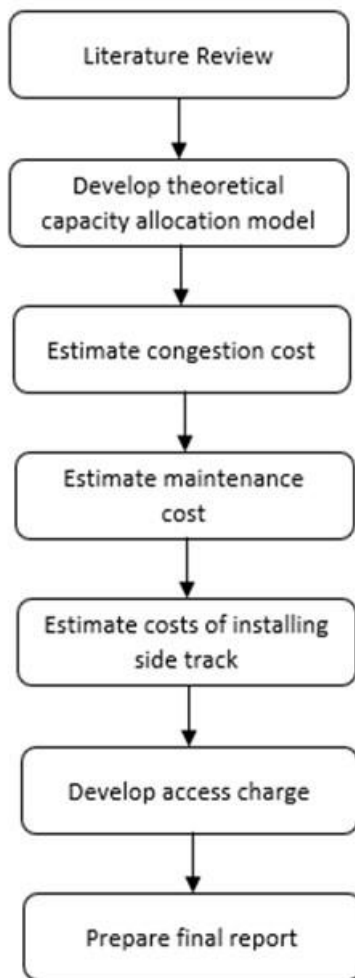 Literature Review
Develop theoretical
capacity allocation model
Estimate congestion cost
Estimate maintenance
cost
Estimate costs of installing
side track
Develop access charge
Prepare final report